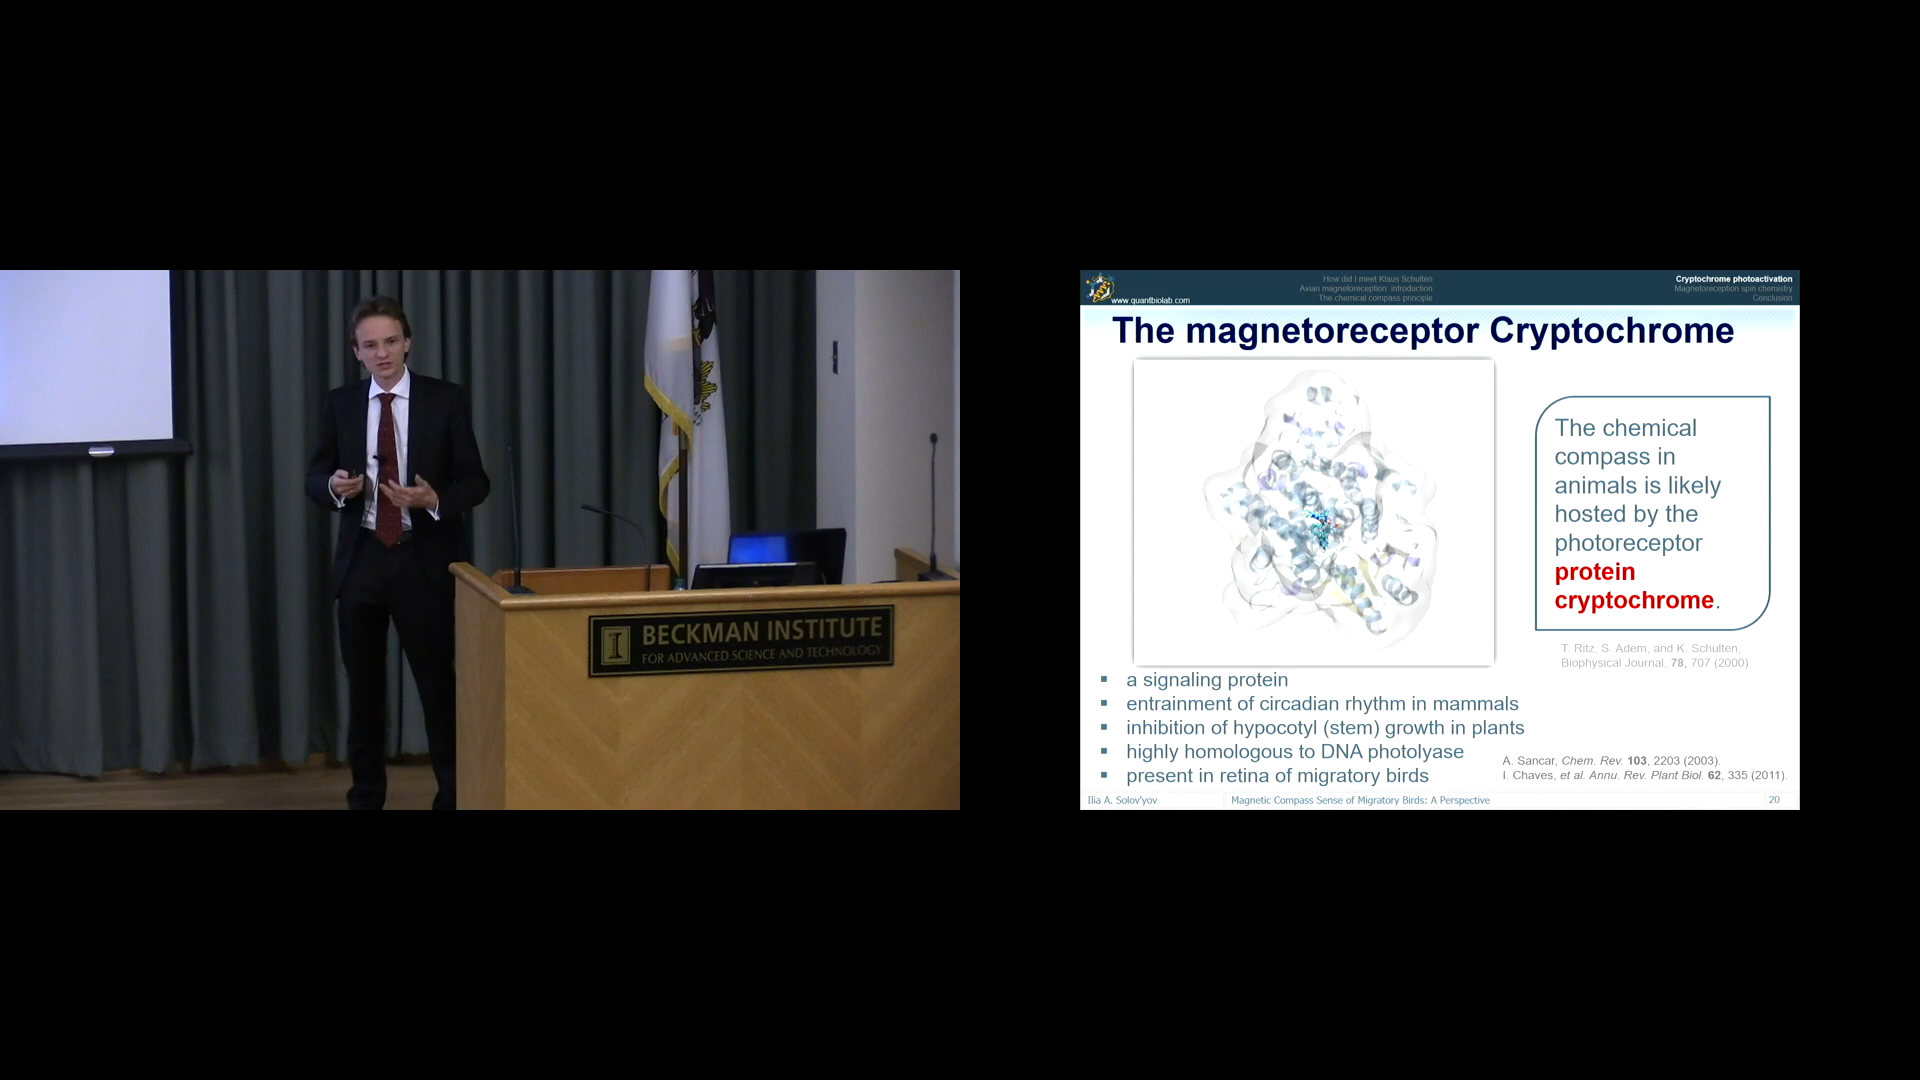 I
BECKMAN INSTITUTE
FOR ADVANCED SCIENCE AND TECHNOLOGY
www.quantbiolab.com
How did I meet Klaus Schulten
Avian magnetoreception: introduction
The chemical compass principle
Cryptochrome photoactivation
Magnetoreception spin chemistry
Conclusion
The magnetoreceptor Cryptochrome
The chemical
compass in
animals is likely
hosted by the
photoreceptor
protein
cryptochrome.
T. Ritz, S. Adem, and K. Schulten,
Biophysical Journal. 78, 707 (2000)
▪ a signaling protein
▪ entrainment of circadian rhythm in mammals
▪ inhibition of hypocotyl (stem) growth in plants
▪ highly homologous to DNA photolyase
▪ present in retina of migratory birds
A. Sancar, Chem. Rev. 103, 2203 (2003).
I. Chaves, et al. Annu. Rev. Plant Biol. 62, 335 (2011).
Ilia A. Solov'yov
Magnetic Compass Sense of Migratory Birds: A Perspective
20